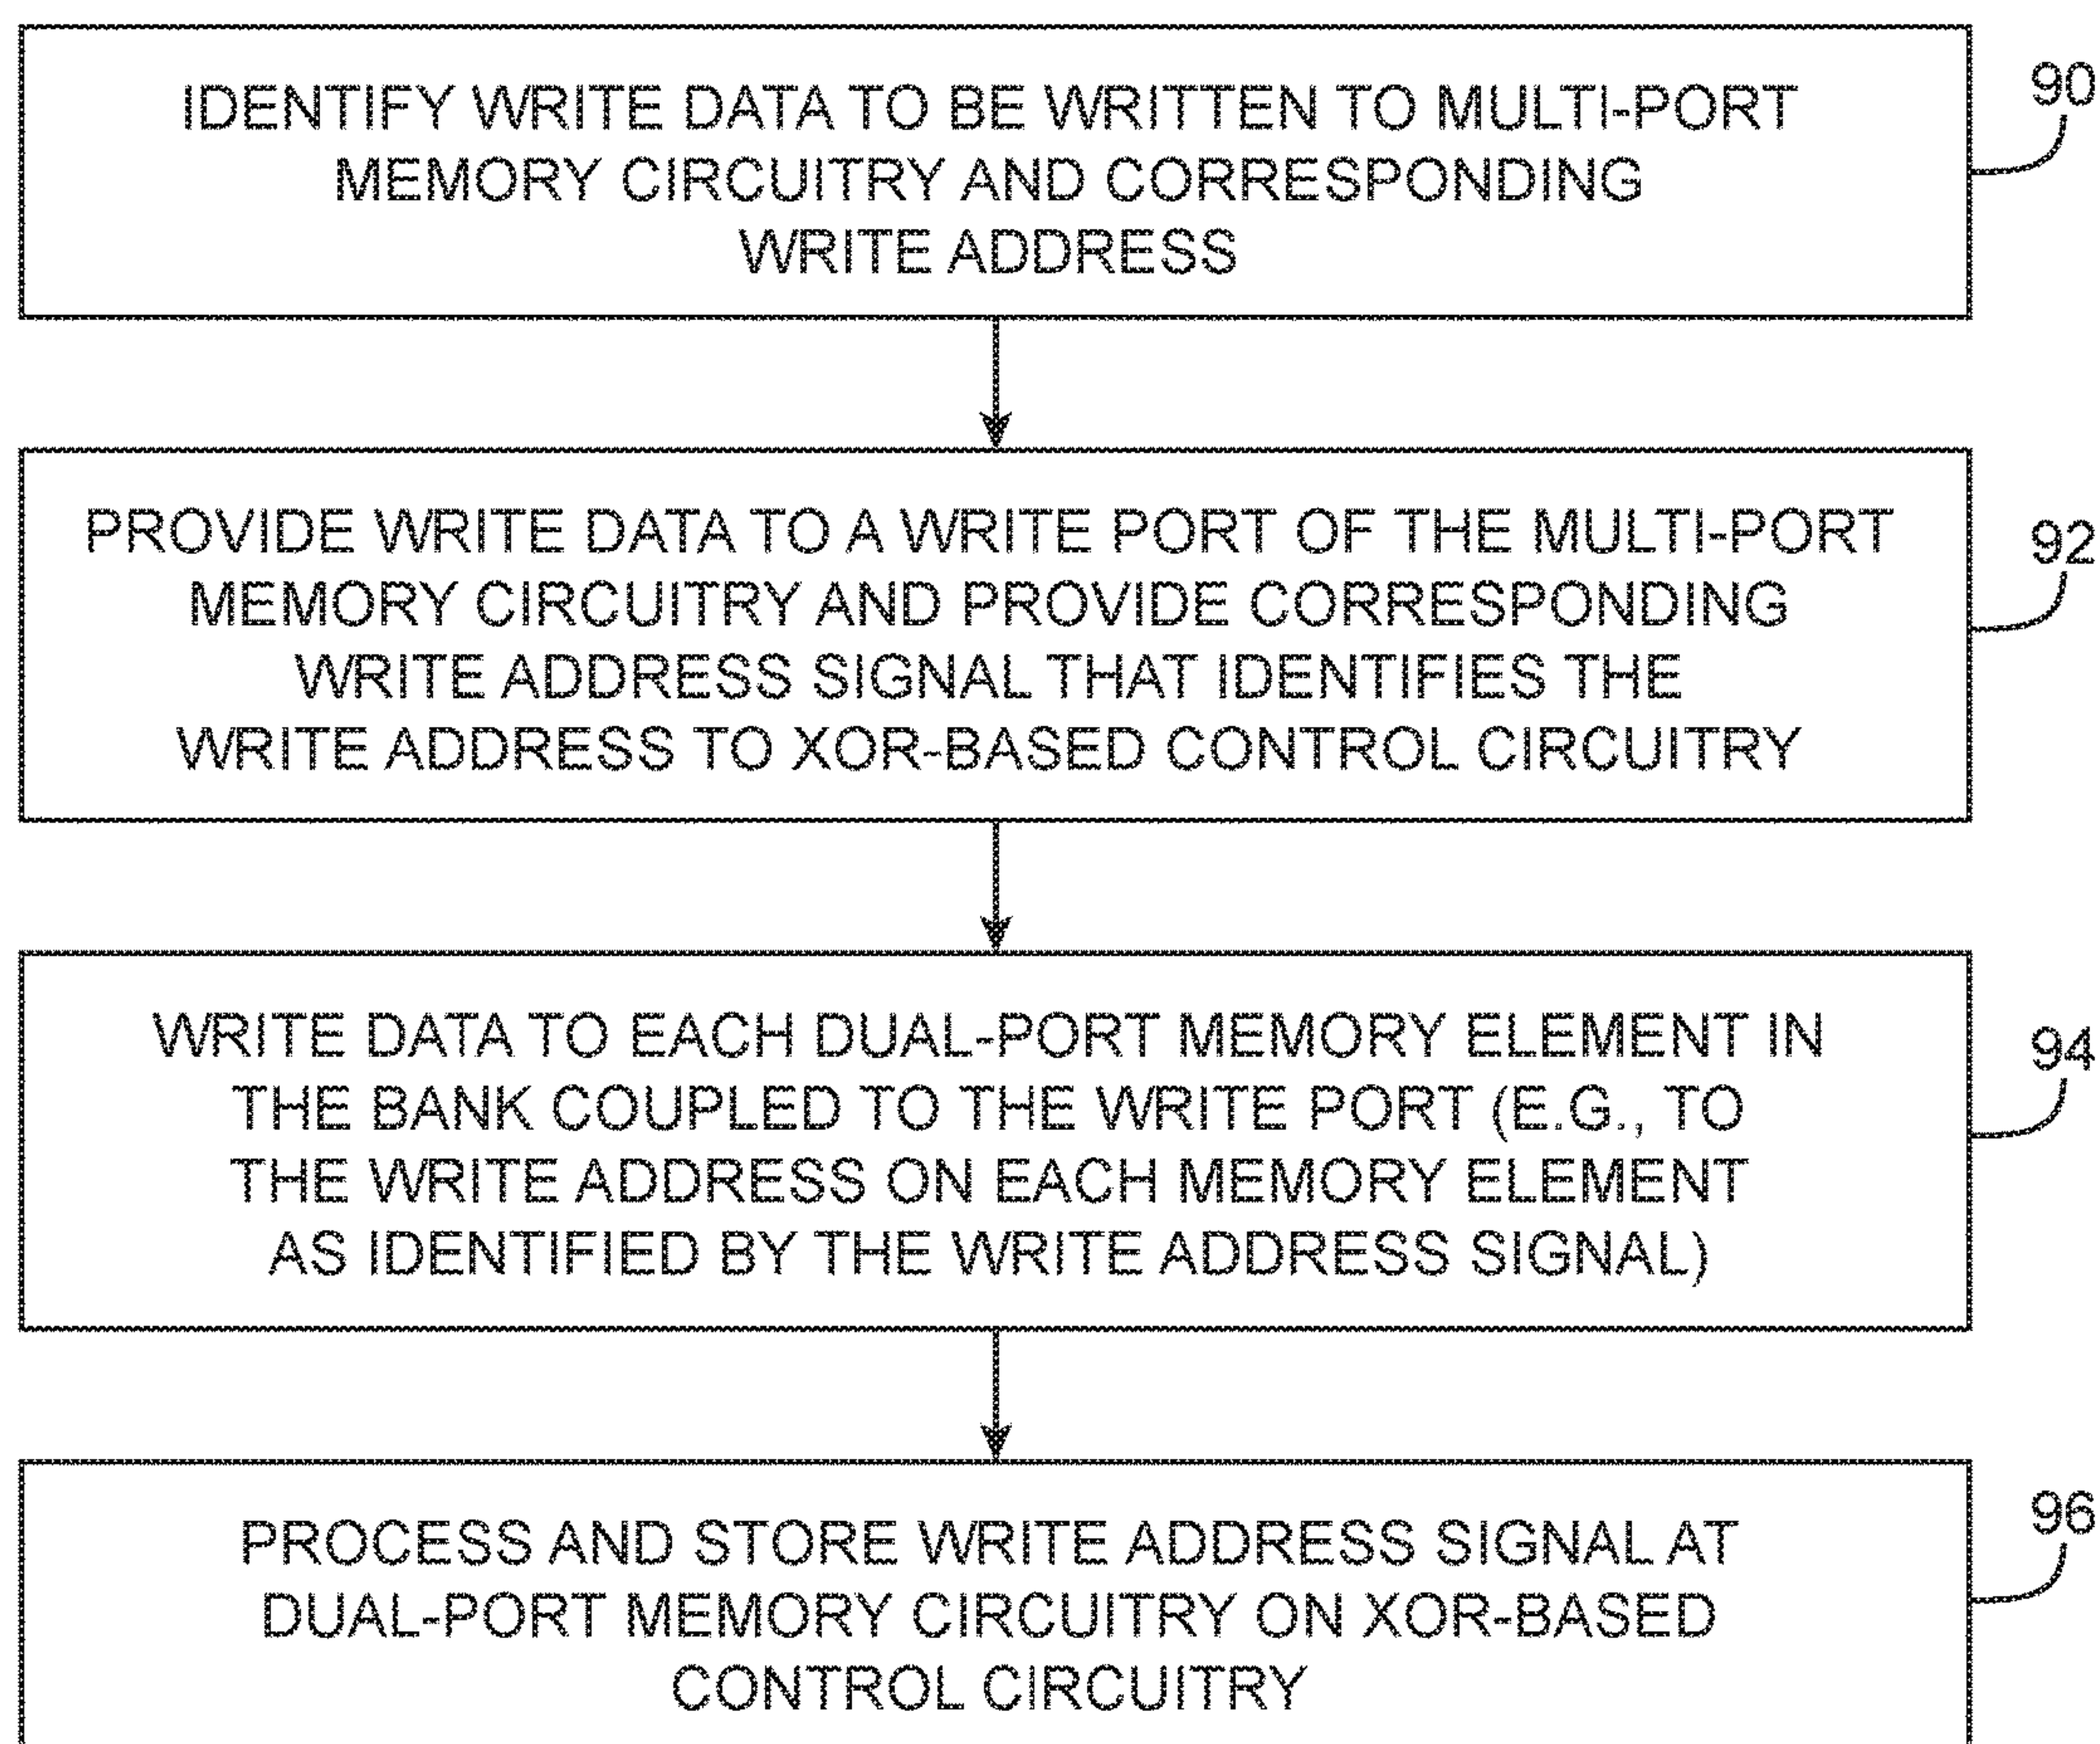 IDENTIFY WRITE DATA TO BE WRITTEN TO MULTI-PORT
MEMORY CIRCUITRY AND CORRESPONDING
WRITE ADDRESS
90
PROVIDE WRITE DATA TO A WRITE PORT OF THE MULTI-PORT
MEMORY CIRCUITRY AND PROVIDE CORRESPONDING
WRITE ADDRESS SIGNAL THAT IDENTIFIES THE
WRITE ADDRESS TO XOR-BASED CONTROL CIRCUITRY
92
WRITE DATA TO EACH DUAL-PORT MEMORY ELEMENT IN
THE BANK COUPLED TO THE WRITE PORT (E.G., TO
THE WRITE ADDRESS ON EACH MEMORY ELEMENT
AS IDENTIFIED BY THE WRITE ADDRESS SIGNAL)
94
PROCESS AND STORE WRITE ADDRESS SIGNAL AT
DUAL-PORT MEMORY CIRCUITRY ON XOR-BASED
CONTROL CIRCUITRY
96